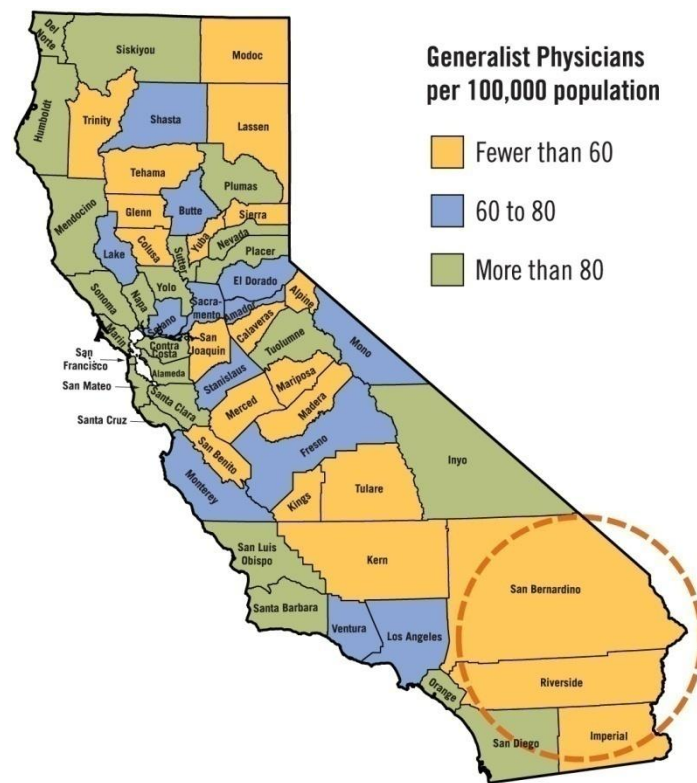 Generalist Physicians
per 100,000 population
Fewer than 60
60 to 80
More than 80
Del
Norte
Siskiyou
Modoc
Humboldt
Trinity
Shasta
Lassen
Tehama
Plumas
Mendocino
Glenn
Butte
Sierra
Lake
Colusa
Sutter
Yuba
Nevada
Placer
Sonoma
Napa
Yolo
El Dorado
Sacra-
mento
Amador
Alpine
Marin
Solano
Calaveras
San
Joaquin
Tuolumne
Mono
San
Francisco
Contra
Costa
Alameda
Stanislaus
Mariposa
San Mateo
Santa Clara
Merced
Madera
Santa Cruz
San Benito
Fresno
Inyo
Monterey
Kings
Tulare
San Luis
Obispo
Kern
San Bernardino
Santa Barbara
Ventura
Los Angeles
Orange
Riverside
San Diego
Imperial